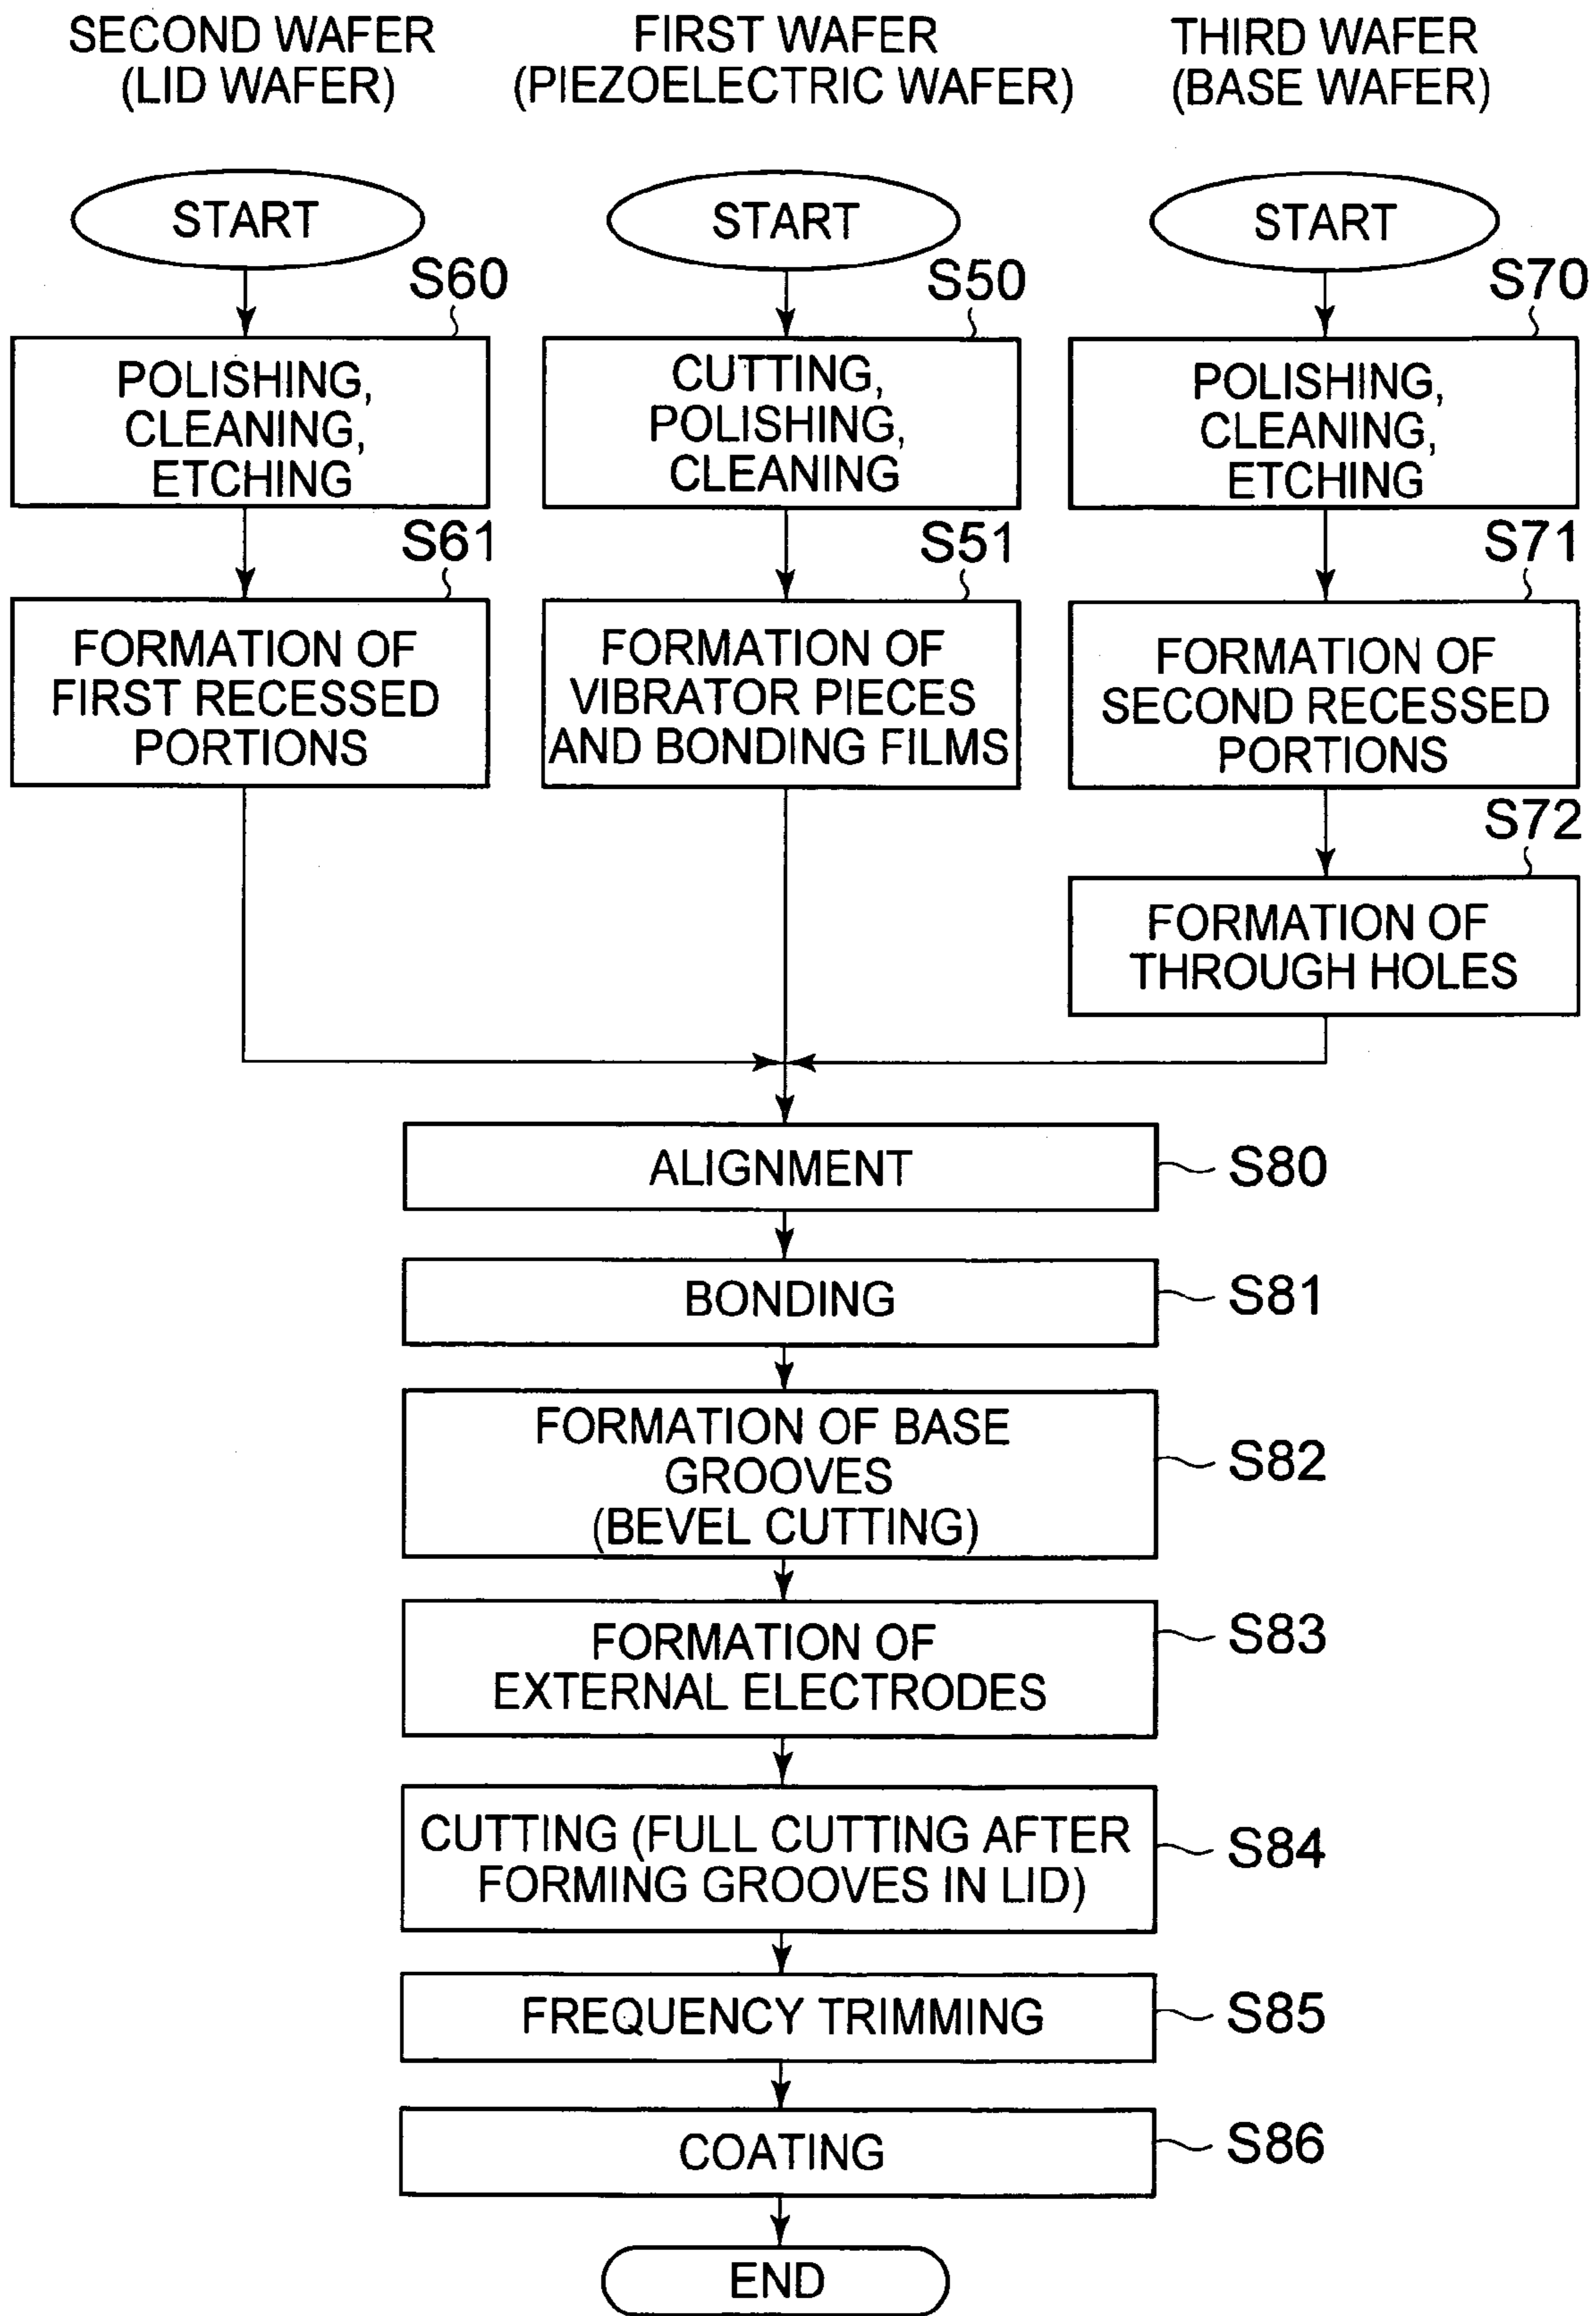 SECOND WAFER
(LID WAFER)
FIRST WAFER
(PIEZOELECTRIC WAFER)
THIRD WAFER
(BASE WAFER)
START
START
START
S60
POLISHING,
CLEANING,
ETCHING
S50
CUTTING,
POLISHING,
CLEANING
S70
POLISHING,
CLEANING,
ETCHING
S61
FORMATION OF
FIRST RECESSED
PORTIONS
S51
FORMATION OF
VIBRATOR PIECES
AND BONDING FILMS
S71
FORMATION OF
SECOND RECESSED
PORTIONS
S72
FORMATION OF
THROUGH HOLES
ALIGNMENT
S80
BONDING
S81
FORMATION OF BASE
GROOVES
(BEVEL CUTTING)
S82
FORMATION OF
EXTERNAL ELECTRODES
S83
CUTTING (FULL CUTTING AFTER
FORMING GROOVES IN LID)
S84
FREQUENCY TRIMMING
S85
COATING
S86
END